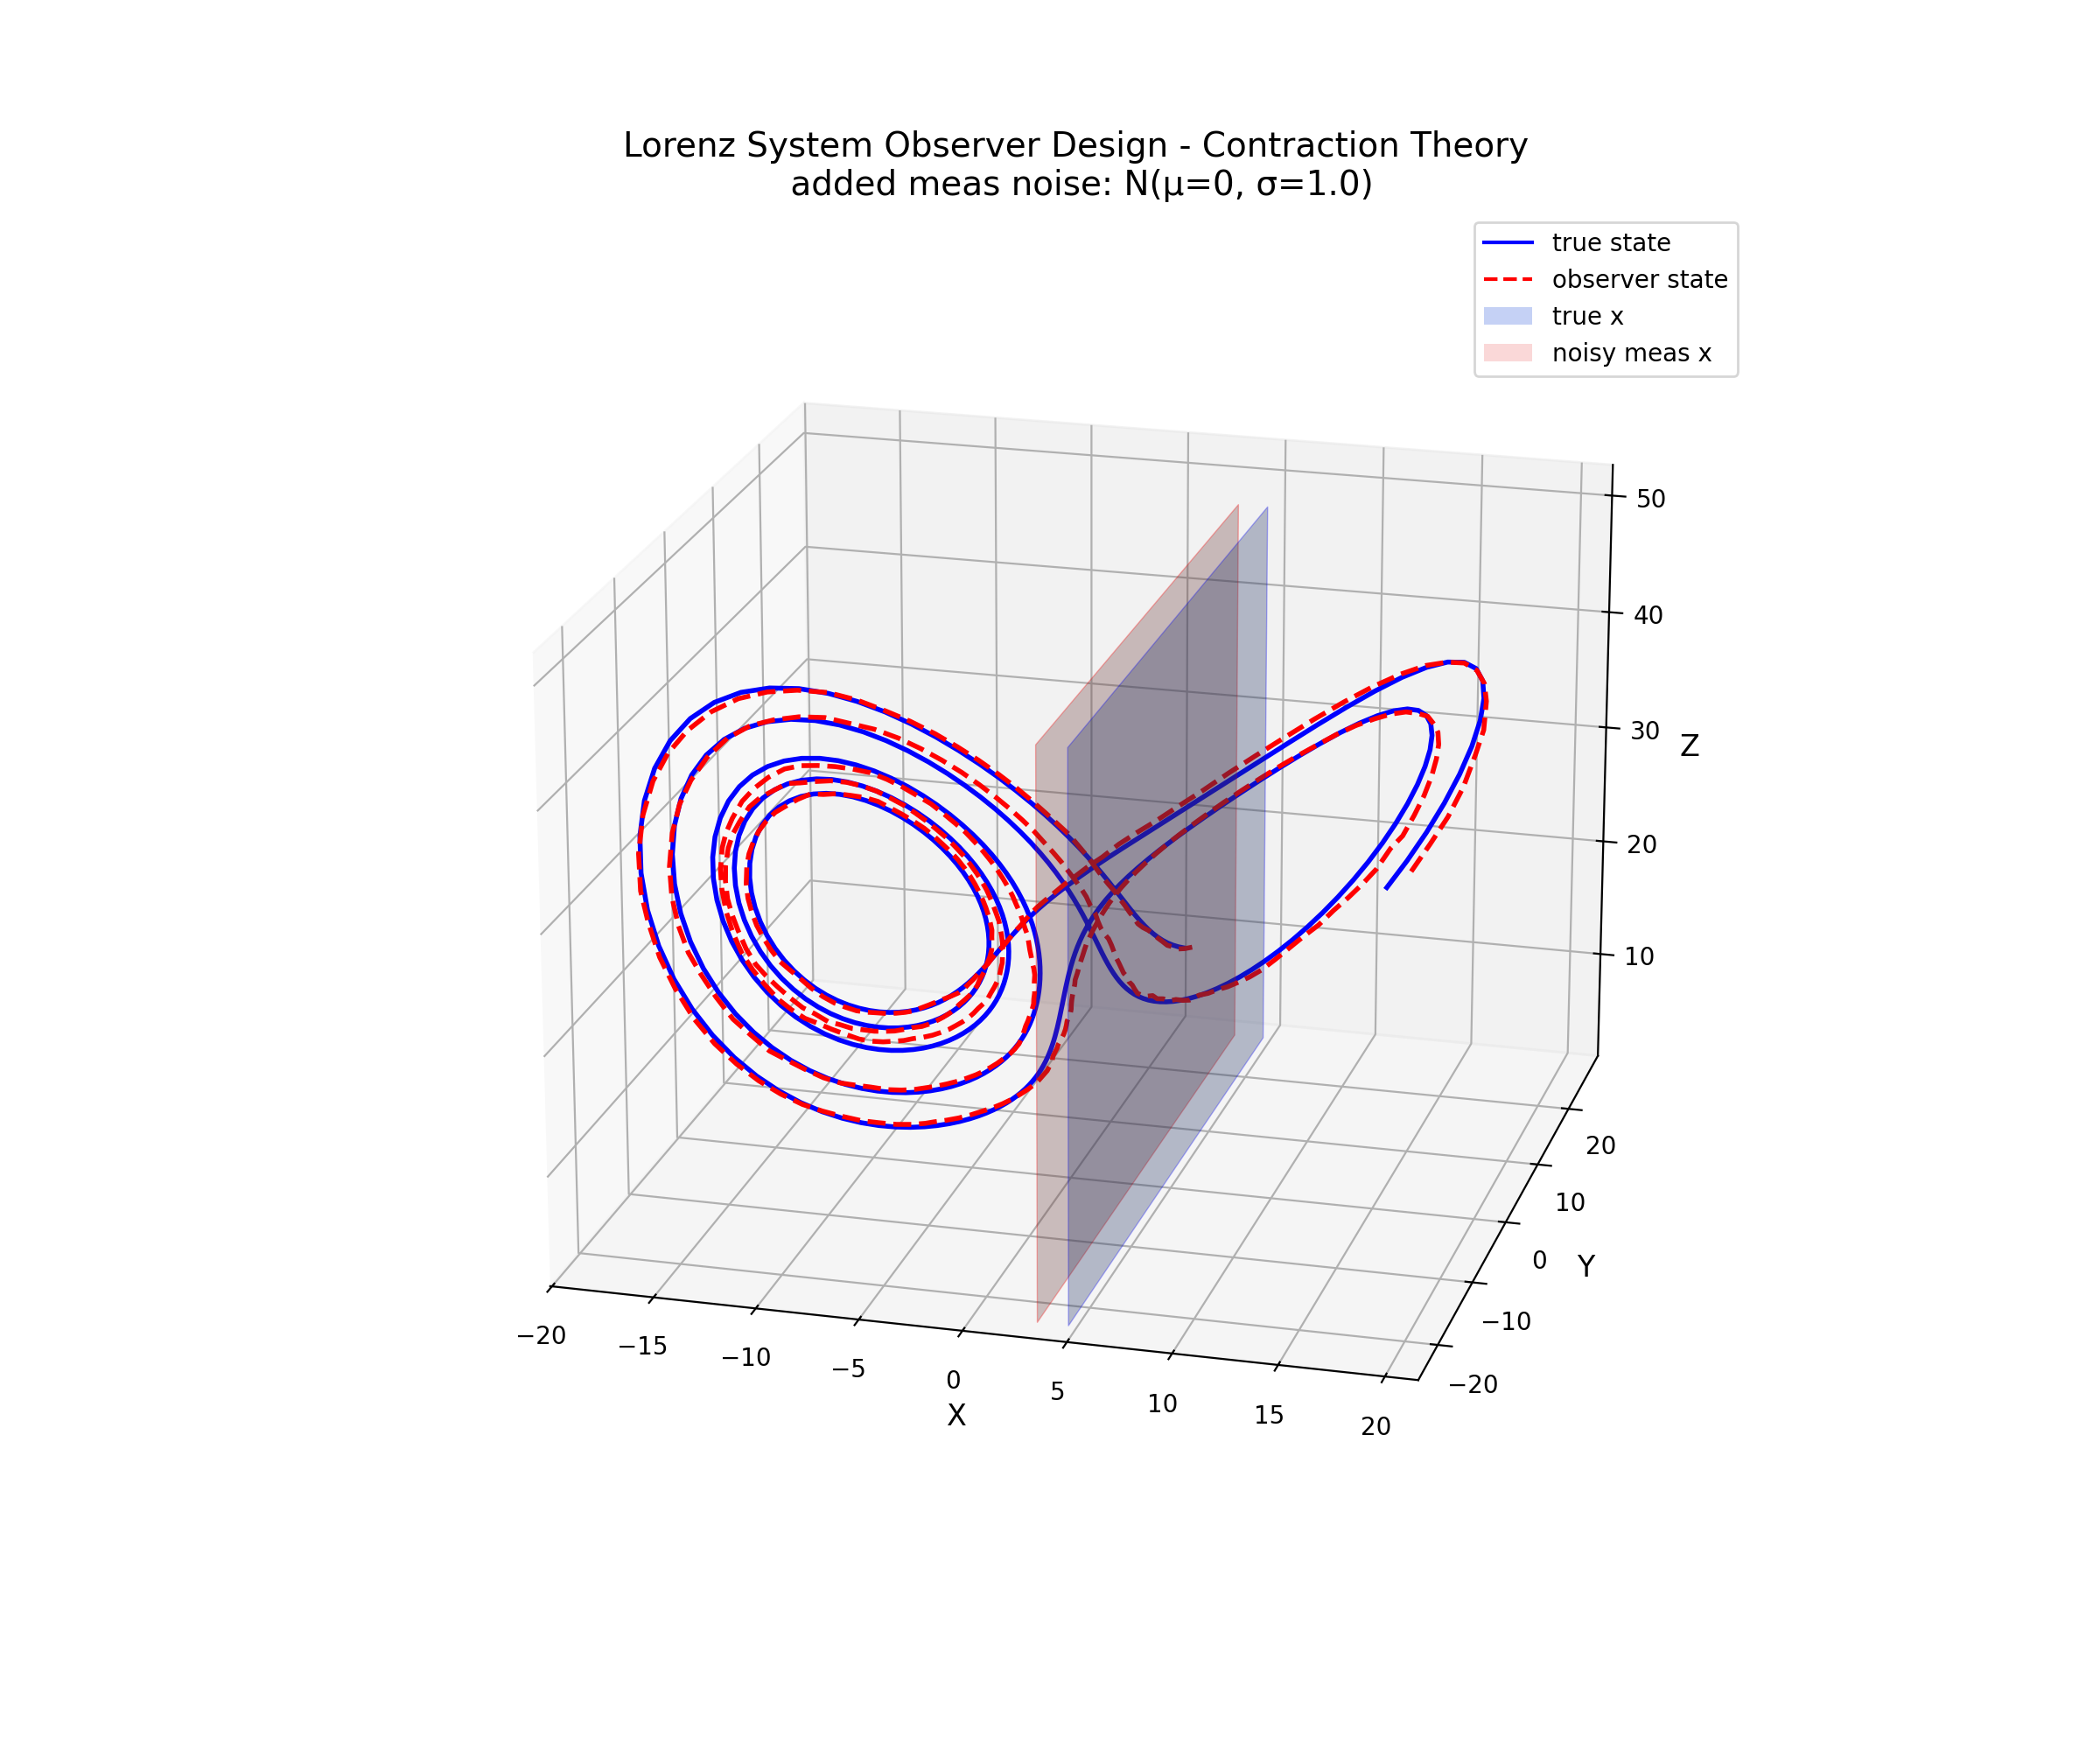 Lorenz System Observer Design - Contraction Theory
added meas noise: N(μ=0, σ=1.0)
true state
observer state
true x
noisy meas x
50
40
30
Z
20
10
20
10
0
Y
−10
−20
−20
−15
−10
−5
0
5
10
15
20
X